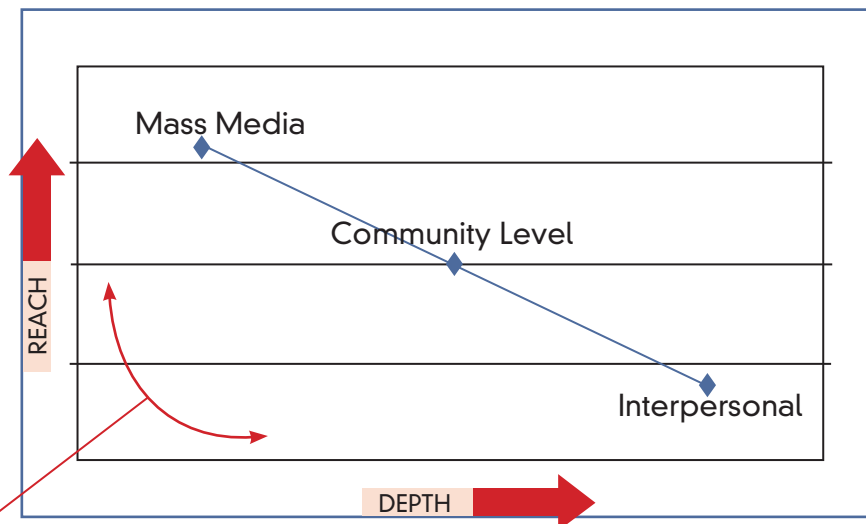 Mass Media
Community Level
REACH
Interpersonal
DEPTH